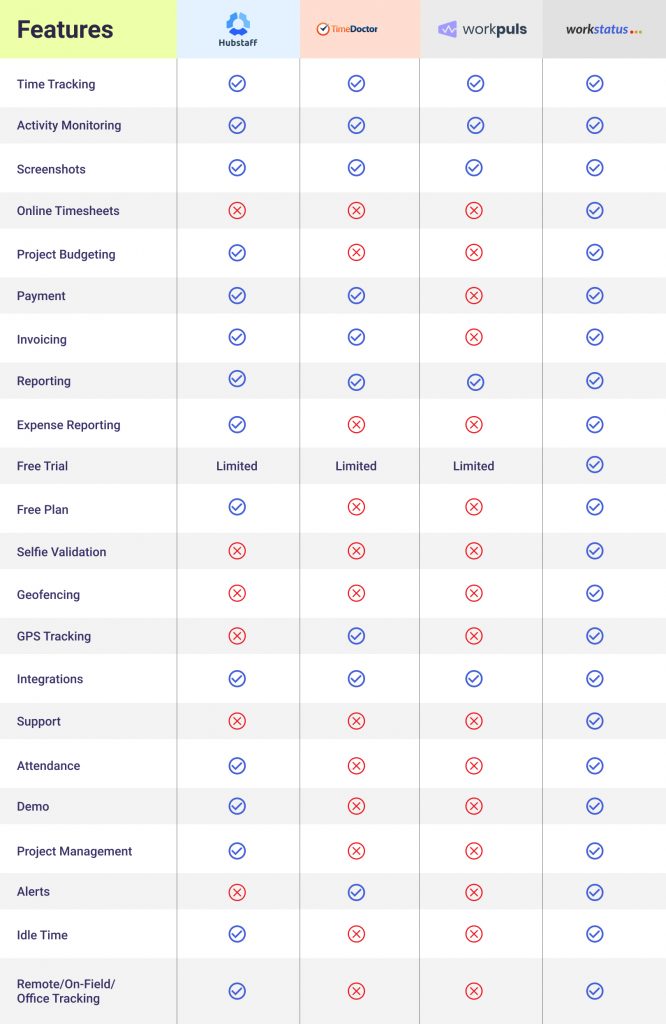 Features
Hubstaff
TimeDoctor
workpuls
workstatus
Time Tracking
Activity Monitoring
Screenshots
Online Timesheets
Project Budgeting
Payment
Invoicing
Reporting
Expense Reporting
Free Trial Limited Limited Limited
Free Plan
Selfie Validation
Geofencing
GPS Tracking
Integrations
Support
Attendance
Demo
Project Management
Alerts
Idle Time
Remote/On-Field/
Office Tracking